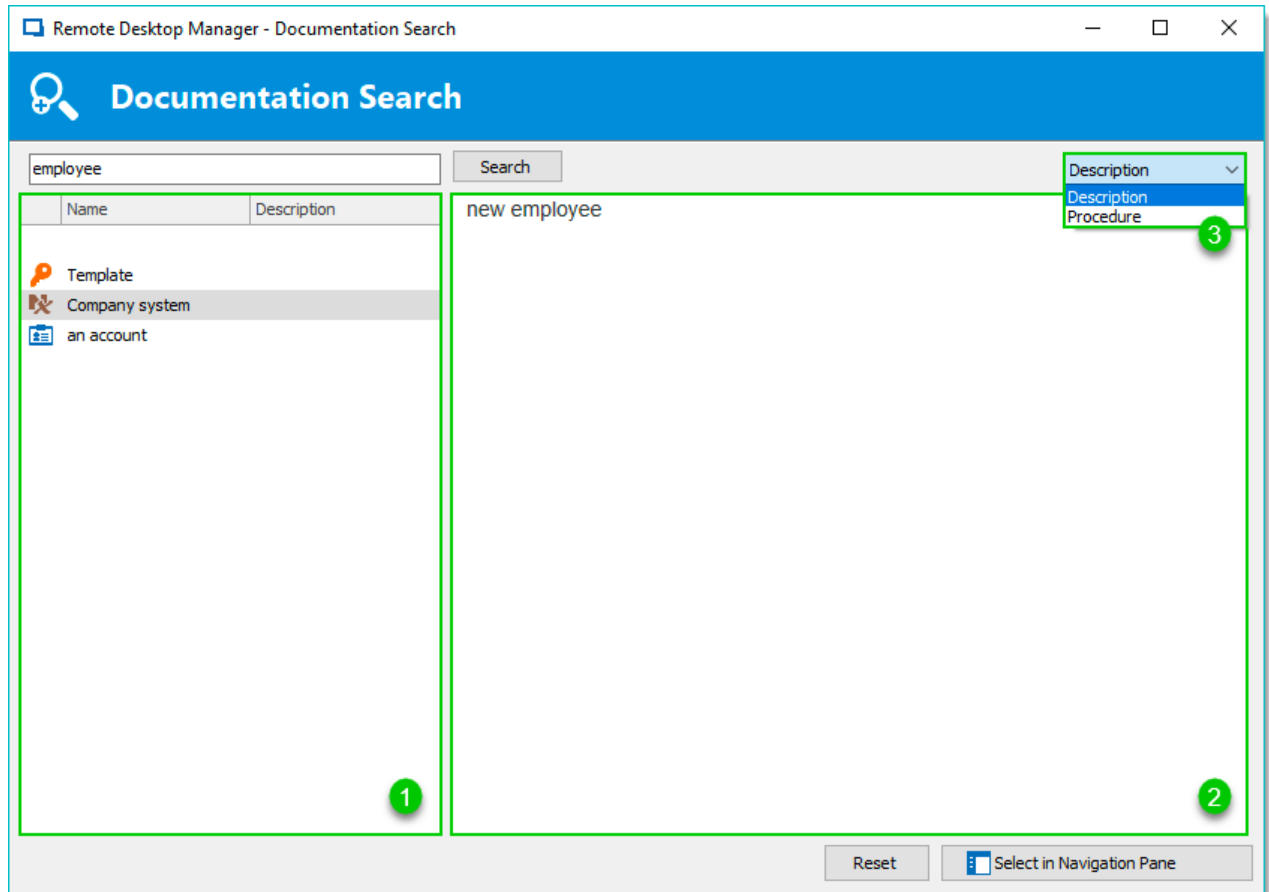 Remote Desktop Manager - Documentation Search
Documentation Search
employee
Search
Description
Description
Procedure
3
Name Description
Template
Company system
an account
1
new employee
2
Reset
Select in Navigation Pane